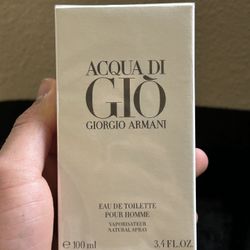 ACQUA DI
GIÒ
GIORGIO ARMANI
EAU DE TOILETTE
POUR HOMME
VAPORISATEUR
NATURAL SPRAY
℮ 100 ml 3.4 FL.OZ.